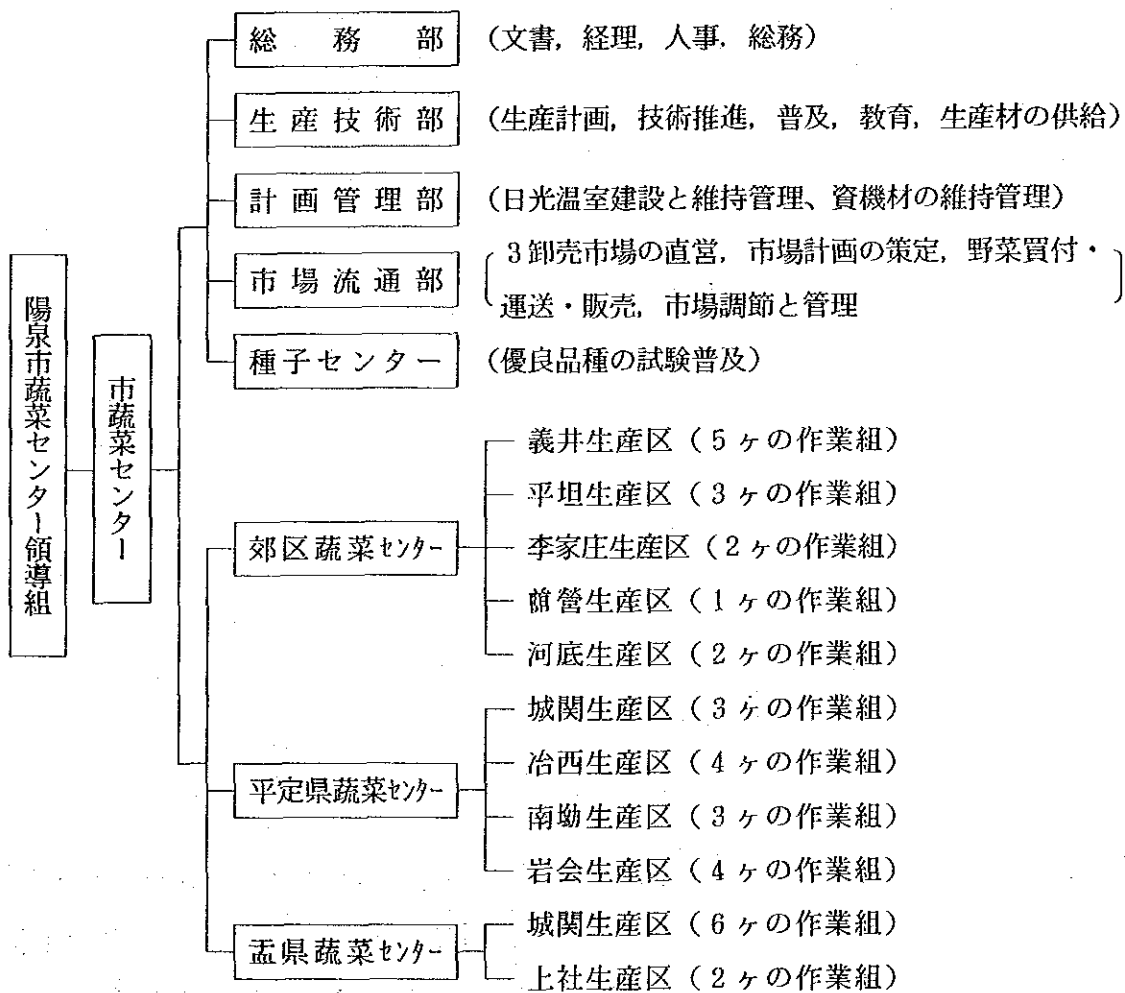 陽泉市蔬菜センター領導組
市蔬菜センター
総務部 (文書, 経理, 人事, 総務)
生産技術部 (生産計画, 技術推進, 普及, 教育, 生産材の供給)
計画管理部 (日光温室建設と維持管理、資機材の維持管理)
市場流通部 (3卸売市場の直営, 市場計画の策定, 野菜買付・
運送・販売, 市場調節と管理)
種子センター (優良品種の試験普及)
郊区蔬菜センター
義井生産区 (5ヶの作業組)
平坦生産区 (3ヶの作業組)
李家庄生産区 (2ヶの作業組)
營生産区 (1ヶの作業組)
河底生産区 (2ヶの作業組)
平定県蔬菜センター
城関生産区 (3ヶの作業組)
冶西生産区 (4ヶの作業組)
南坳生産区 (3ヶの作業組)
岩会生産区 (4ヶの作業組)
盂県蔬菜センター
城関生産区 (6ヶの作業組)
上社生産区 (2ヶの作業組)